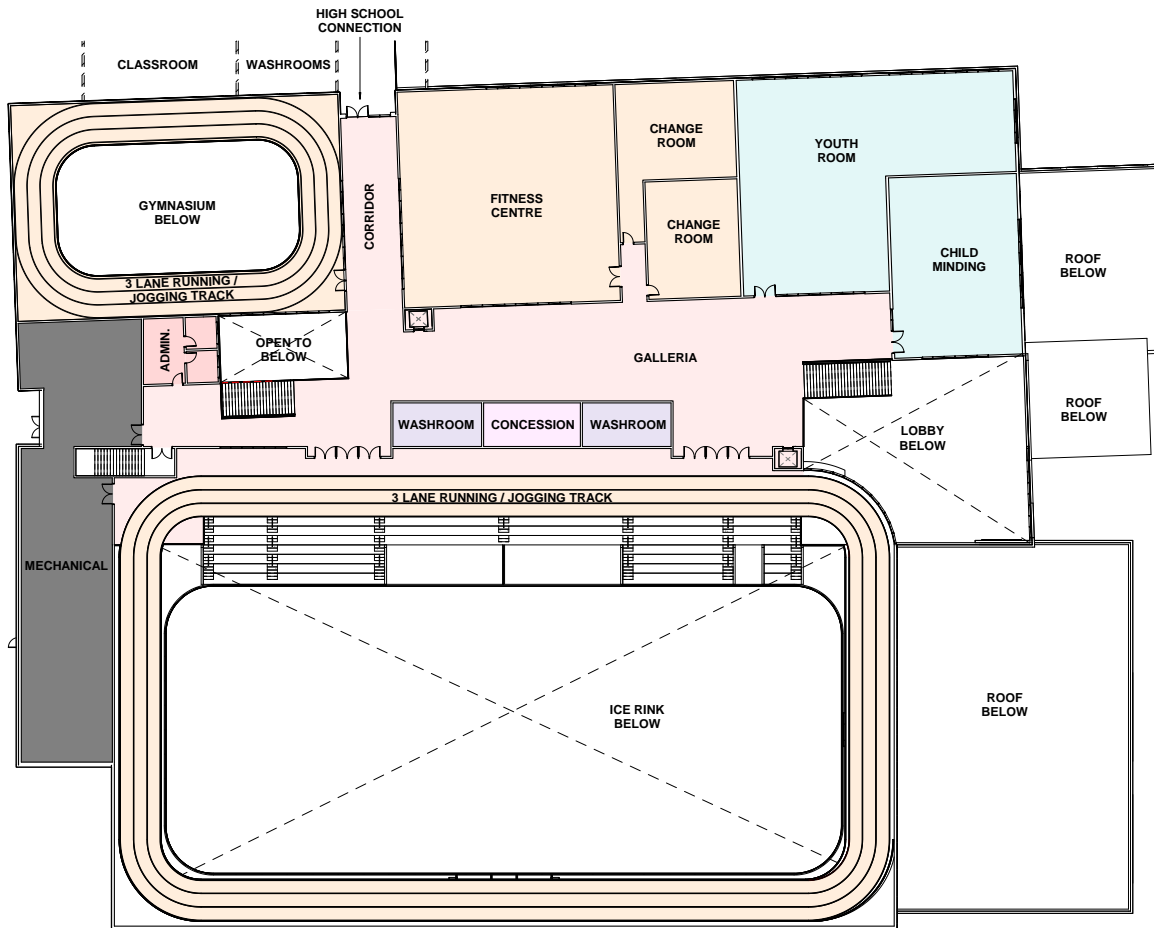 HIGH SCHOOL
CONNECTION
CLASSROOM
WASHROOMS
CHANGE
ROOM
YOUTH
ROOM
GYMNASIUM
BELOW
CORRIDOR
FITNESS
CENTRE
CHANGE
ROOM
CHILD
MINDING
ROOF
BELOW
3 LANE RUNNING /
JOGGING TRACK
ADMIN.
OPEN TO
BELOW
GALLERIA
ROOF
BELOW
WASHROOM
CONCESSION
WASHROOM
LOBBY
BELOW
3 LANE RUNNING / JOGGING TRACK
MECHANICAL
ICE RINK
BELOW
ROOF
BELOW